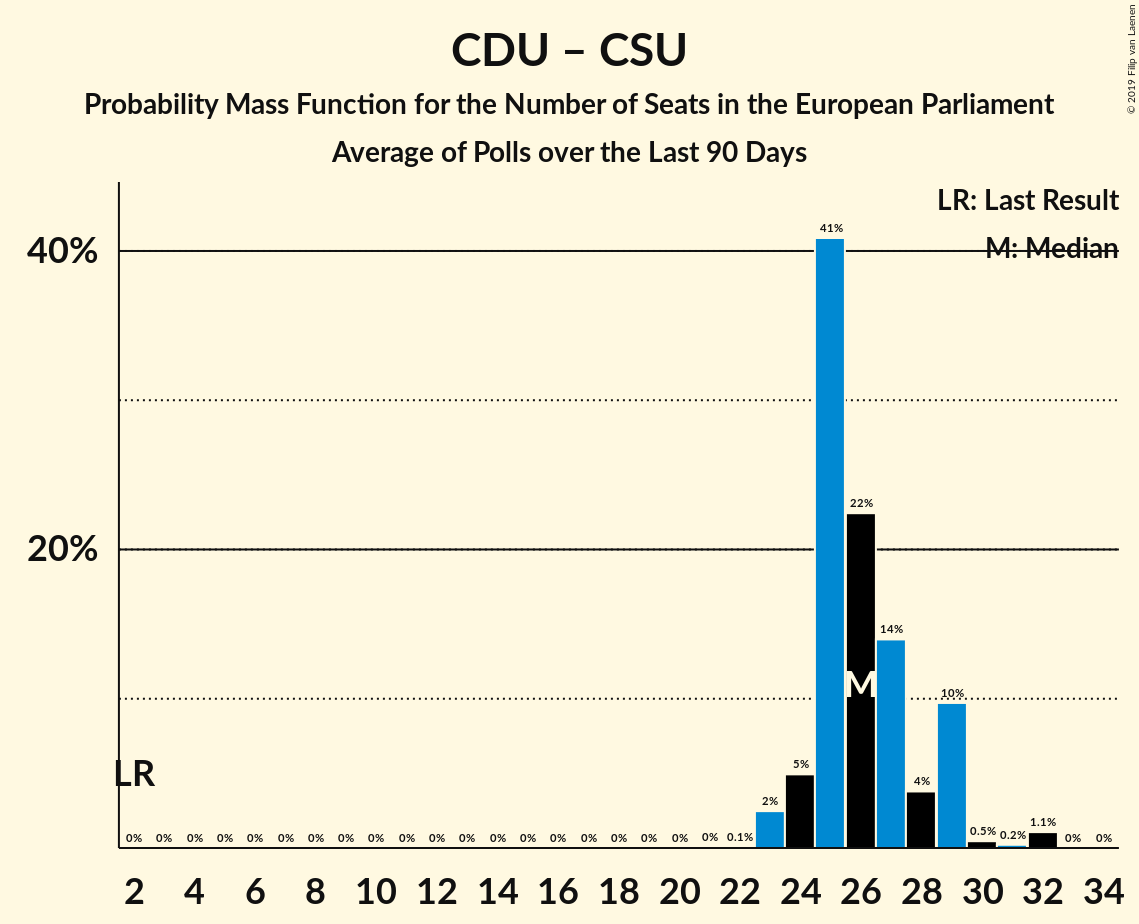 CDU – CSU
Probability Mass Function for the Number of Seats in the European Parliament
Average of Polls over the Last 90 Days
© 2019 Filip van Laenen
LR: Last Result
M: Median
40%
20%
41%
22%
14%
10%
5%
4%
2%
0.5%
0.2%
1.1%
M
LR
0% 0% 0% 0% 0% 0% 0% 0% 0% 0% 0% 0% 0% 0% 0% 0% 0% 0% 0% 0% 0.1% 0% 0%
2 4 6 8 10 12 14 16 18 20 22 24 26 28 30 32 34